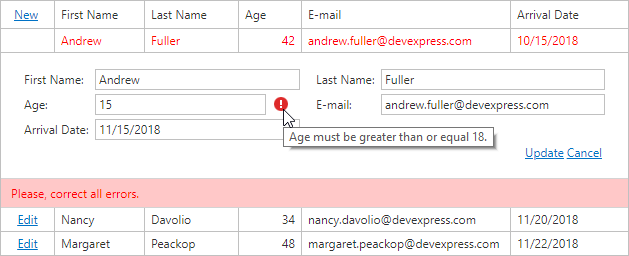 New First Name Last Name Age E-mail Arrival Date
Andrew Fuller 42 andrew.fuller@devexpress.com 10/15/2018
First Name: Andrew Last Name: Fuller
Age: 15 E-mail: andrew.fuller@devexpress.com
Arrival Date: 11/15/2018
Age must be greater than or equal 18.
Update Cancel
Please, correct all errors.
Edit Nancy Davolio 34 nancy.davolio@devexpress.com 11/20/2018
Edit Margaret Peackop 48 margaret.peackop@devexpress.com 11/22/2018